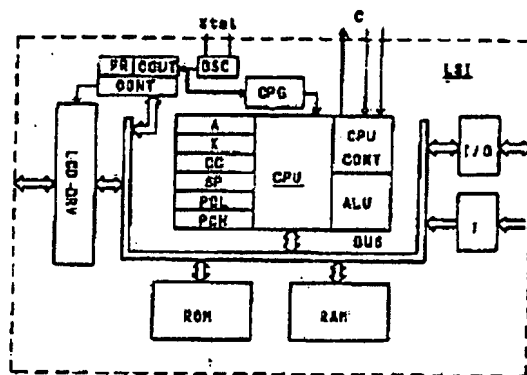 Xtal
C
LSI
PR COUT
OSC
CONT
CPG
LCD-DRV
A
X
CC
SP
PCL
PCH
CPU
CPU
CONT
ALU
I/O
I
BUS
ROM
RAM